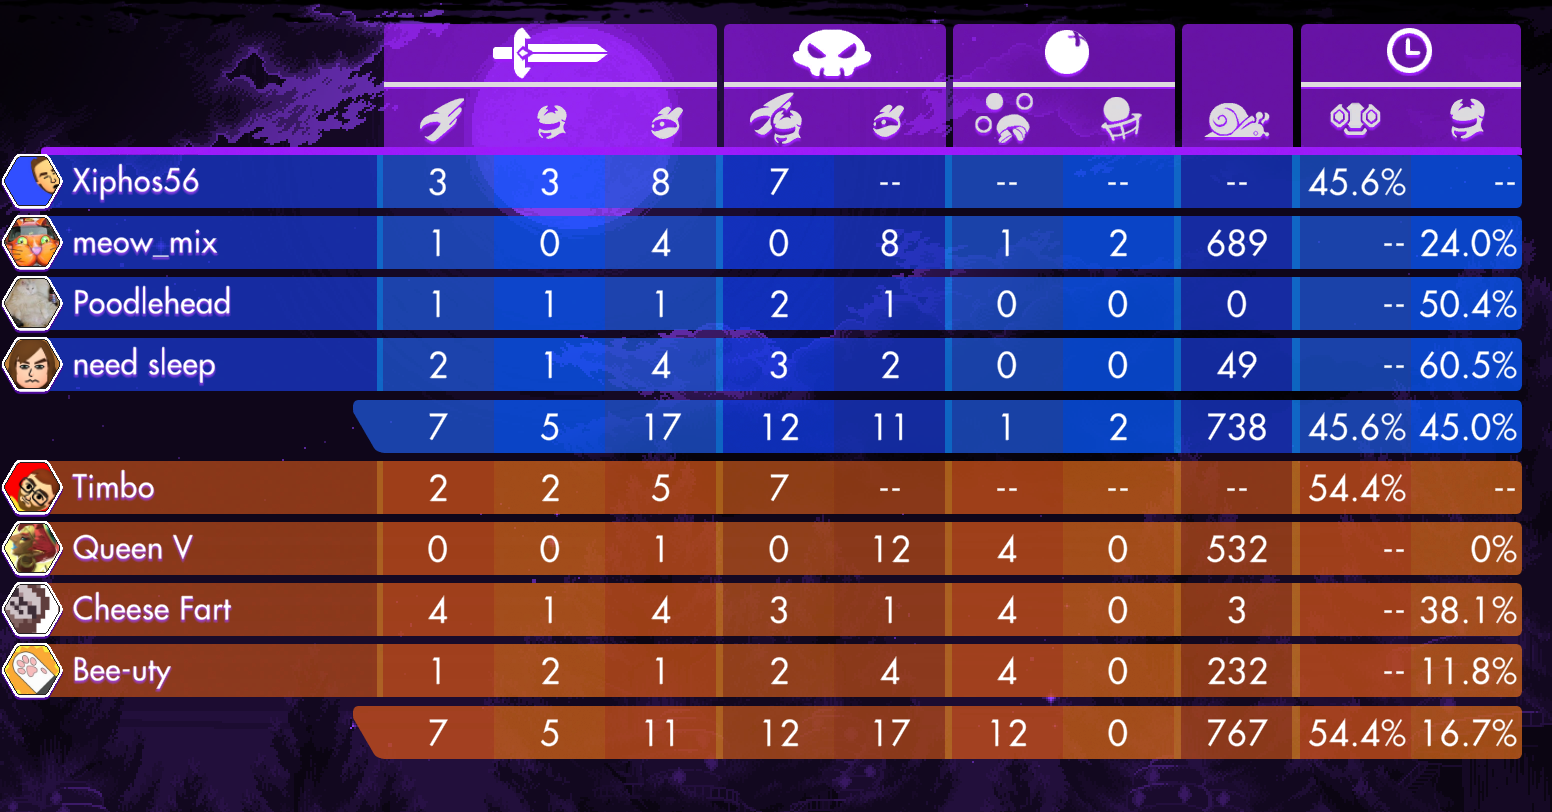 Xiphos56 3 3 8 7 -- -- -- -- 45.6% --
meow_mix 1 0 4 0 8 1 2 689 -- 24.0%
Poodlehead 1 1 1 2 1 0 0 0 -- 50.4%
need sleep 2 1 4 3 2 0 0 49 -- 60.5%
7 5 17 12 11 1 2 738 45.6% 45.0%
Timbo 2 2 5 7 -- -- -- -- 54.4% --
Queen V 0 0 1 0 12 4 0 532 -- 0%
Cheese Fart 4 1 4 3 1 4 0 3 -- 38.1%
Bee-uty 1 2 1 2 4 4 0 232 -- 11.8%
7 5 11 12 17 12 0 767 54.4% 16.7%